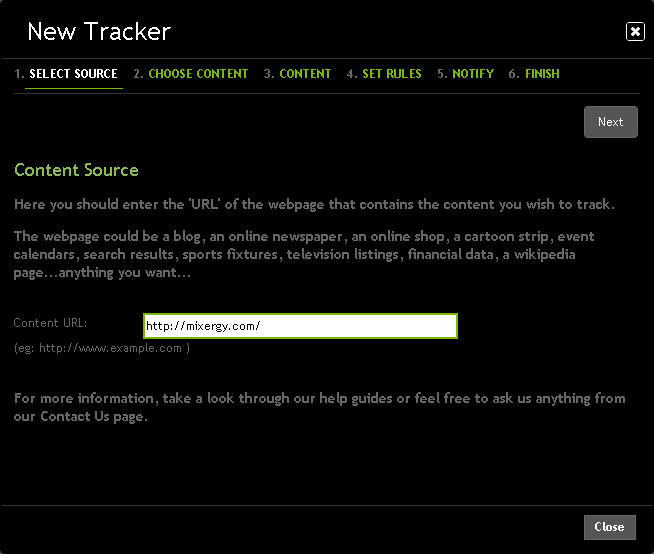 New Tracker
1. SELECT SOURCE 2. CHOOSE CONTENT 3. CONTENT 4. SET RULES 5. NOTIFY 6. FINISH
Next
Content Source
Here you should enter the 'URL' of the webpage that contains the content you wish to track.
The webpage could be a blog, an online newspaper, an online shop, a cartoon strip, event
calendars, search results, sports fixtures, television listings, financial data, a wikipedia
page...anything you want...
Content URL: http://mixergy.com/
(eg: http://www.example.com )
For more information, take a look through our help guides or feel free to ask us anything from
our Contact Us page.
Close